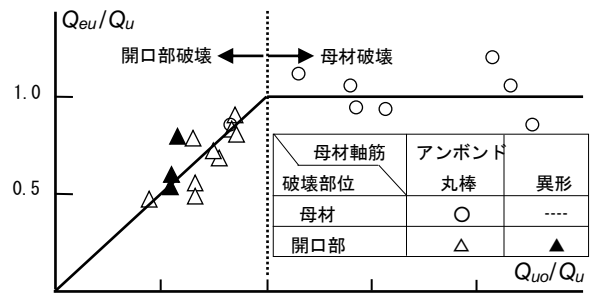 Qeu/Qu
開口部破壊 母材破壊
1.0
0.5
母材軸筋 アンボンド
破壊部位 丸棒 異形
母材 ○ ----
開口部 △ ▲
Quo/Qu